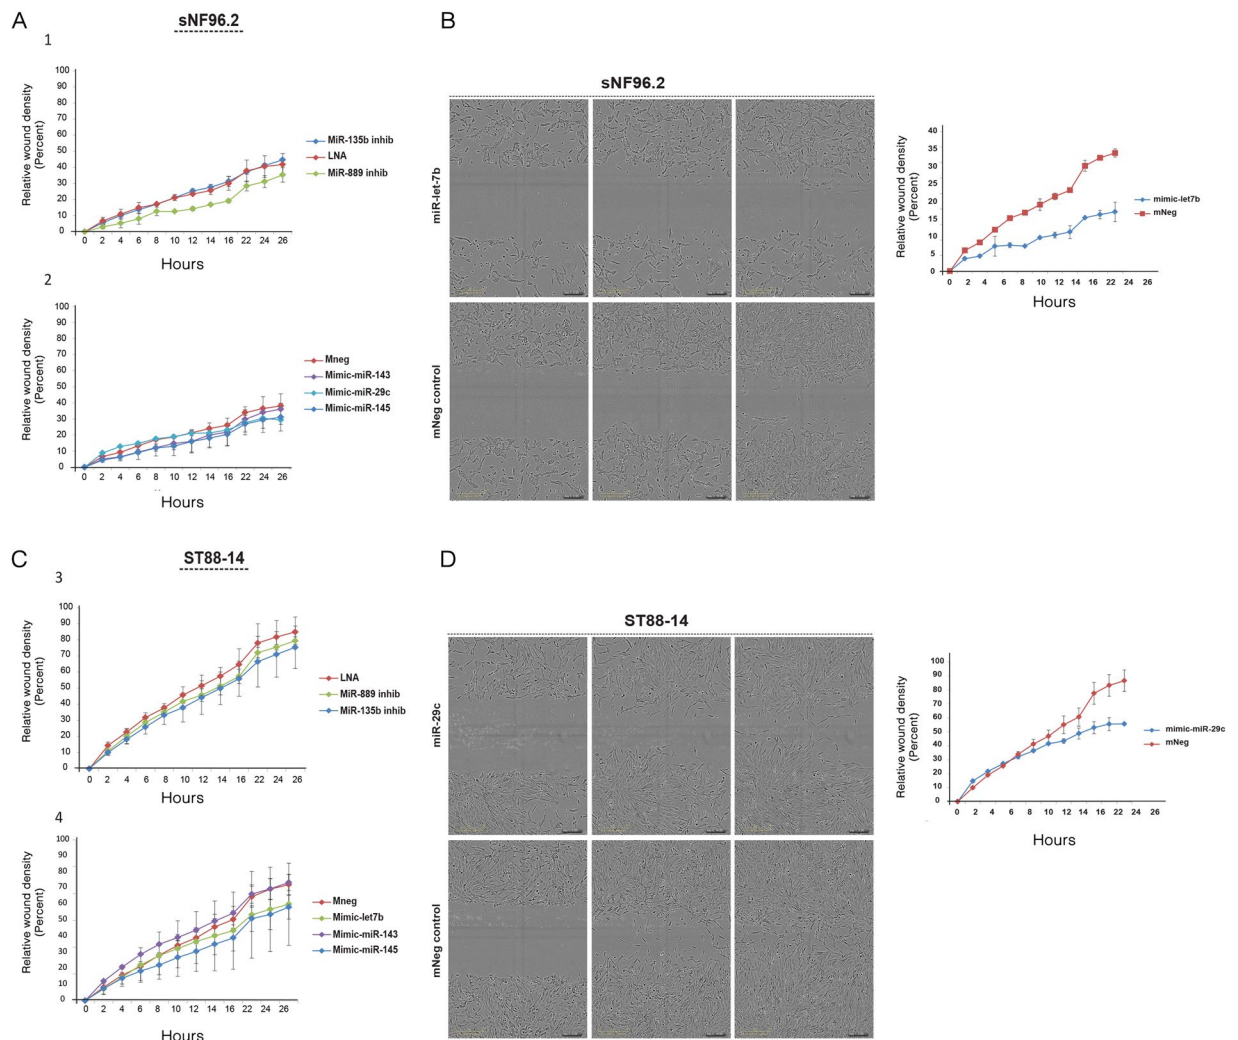 A
sNF96.2
1
Relative wound density
(Percent)
100
90
80
70
60
50
40
30
20
10
0
0 2 4 6 8 10 12 14 16 22 24 26
Hours
MiR-135b inhib
LNA
MiR-889 inhib
2
Relative wound density
(Percent)
100
90
80
70
60
50
40
30
20
10
0
0 2 4 6 8 10 12 14 16 22 24 26
Hours
Mneg
Mimic-miR-143
Mimic-miR-29c
Mimic-miR-145
B
sNF96.2
miR-let-7b
mNeg control
Relative wound density
(Percent)
40
35
30
25
20
15
10
5
0
0 2 4 6 8 10 12 14 16 22 24 26
Hours
mimic-let7b
mNeg
C
ST88-14
3
Relative wound density
(Percent)
100
90
80
70
60
50
40
30
20
10
0
0 2 4 6 8 10 12 14 16 22 24 26
Hours
LNA
MiR-889 inhib
MiR-135b inhib
4
Relative wound density
(Percent)
100
90
80
70
60
50
40
30
20
10
0
0 2 4 6 8 10 12 14 16 22 24 26
Hours
Mneg
Mimic-let7b
Mimic-miR-143
Mimic-miR-145
D
ST88-14
miR-29c
mNeg control
Relative wound density
(Percent)
100
90
80
70
60
50
40
30
20
10
0
0 2 4 6 8 10 12 14 16 22 24 26
Hours
mimic-miR-29c
mNeg